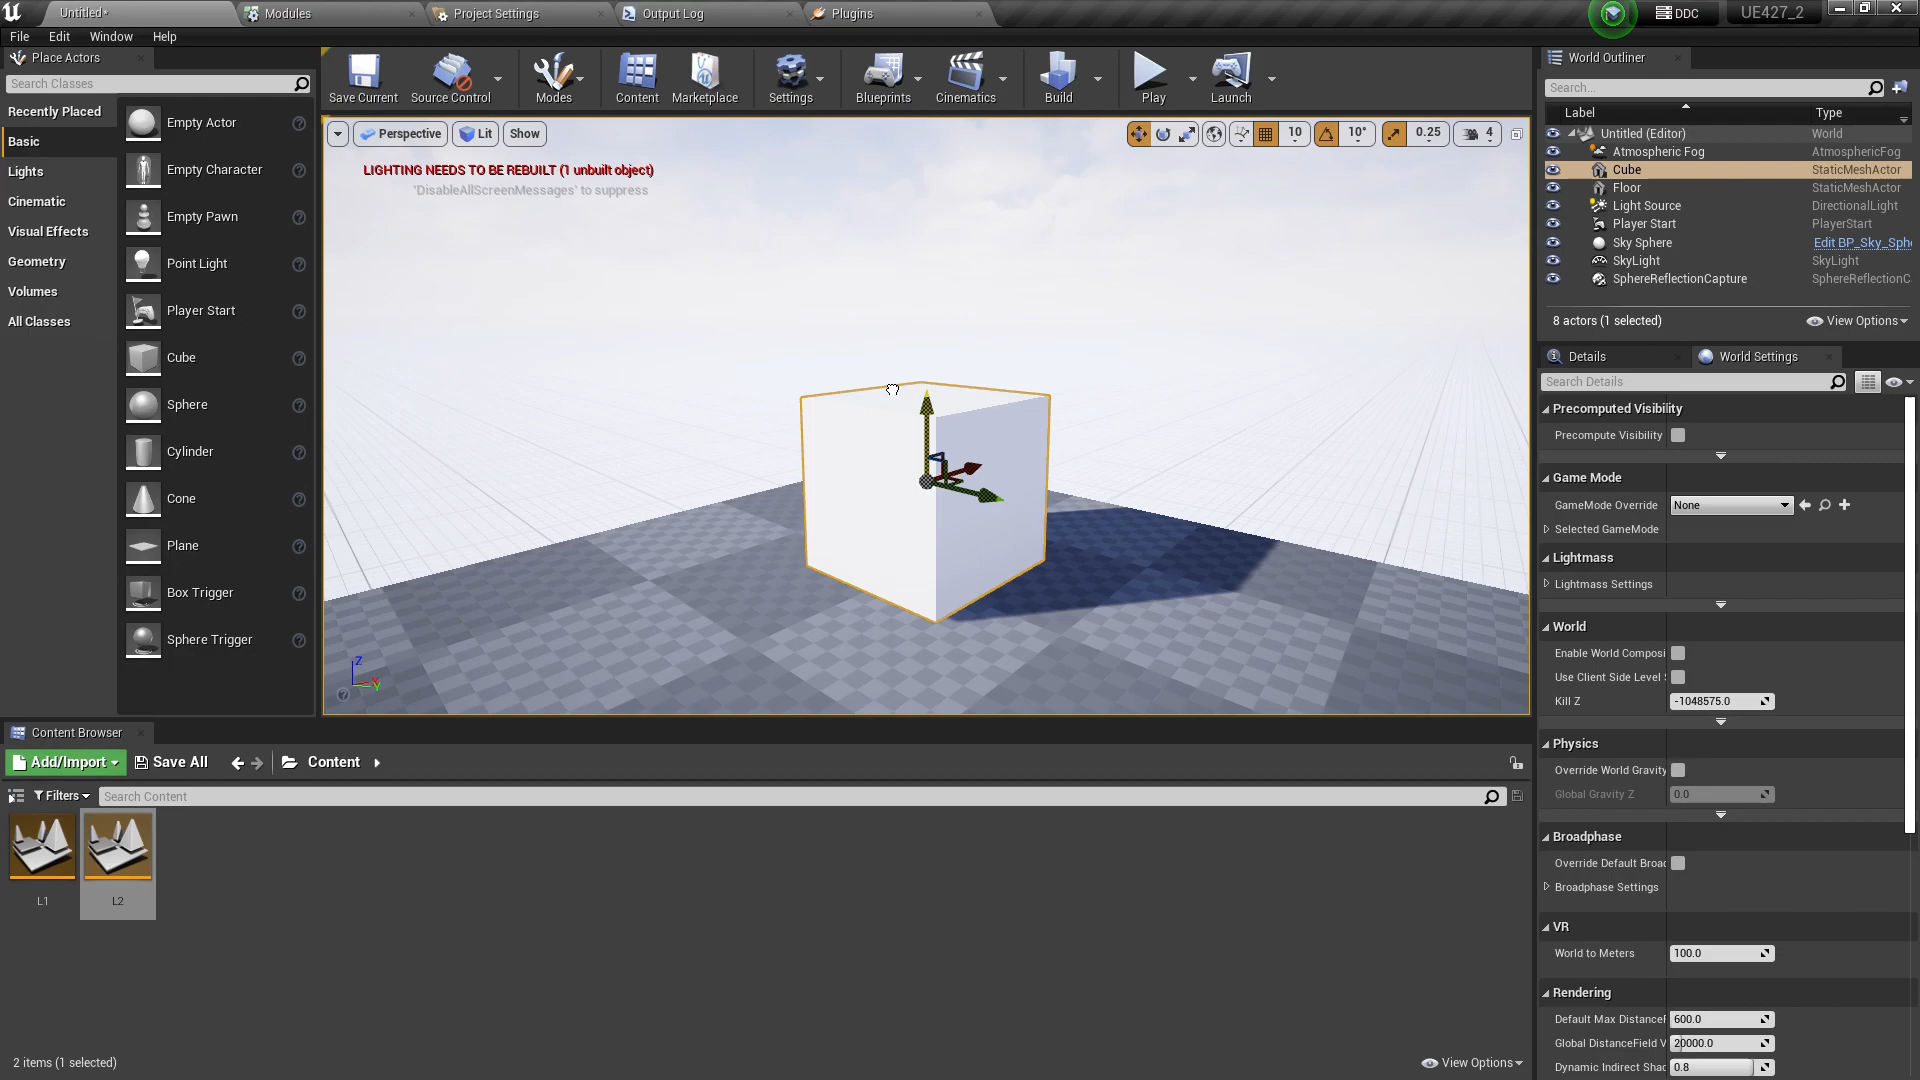 Untitled*
Modules
Project Settings
Output Log
Plugins
DDC
UE427_2
File
Edit
Window
Help
Place Actors
Search Classes
Recently Placed
Basic
Lights
Cinematic
Visual Effects
Geometry
Volumes
All Classes
Empty Actor
Empty Character
Empty Pawn
Point Light
Player Start
Cube
Sphere
Cylinder
Cone
Plane
Box Trigger
Sphere Trigger
Save Current
Source Control
Modes
Content
Marketplace
Settings
Blueprints
Cinematics
Build
Play
Launch
Perspective
Lit
Show
10
10°
0.25
4
LIGHTING NEEDS TO BE REBUILT (1 unbuilt object)
'DisableAllScreenMessages' to suppress
Z
X
Y
World Outliner
Search...
Label
Type
Untitled (Editor)
World
Atmospheric Fog
AtmosphericFog
Cube
StaticMeshActor
Floor
StaticMeshActor
Light Source
DirectionalLight
Player Start
PlayerStart
Sky Sphere
Edit BP_Sky_Sph
SkyLight
SkyLight
SphereReflectionCapture
SphereReflectionC
8 actors (1 selected)
View Options
Details
World Settings
Search Details
Precomputed Visibility
Precompute Visibility
Game Mode
GameMode Override
None
Selected GameMode
Lightmass
Lightmass Settings
World
Enable World Composi
Use Client Side Level
Kill Z
-1048575.0
Physics
Override World Gravity
Global Gravity Z
0.0
Broadphase
Override Default Broad
Broadphase Settings
VR
World to Meters
100.0
Rendering
Default Max DistanceF
600.0
Global DistanceField V
20000.0
Dynamic Indirect Shad
0.8
Content Browser
Add/Import
Save All
Content
Filters
Search Content
L1
L2
2 items (1 selected)
View Options